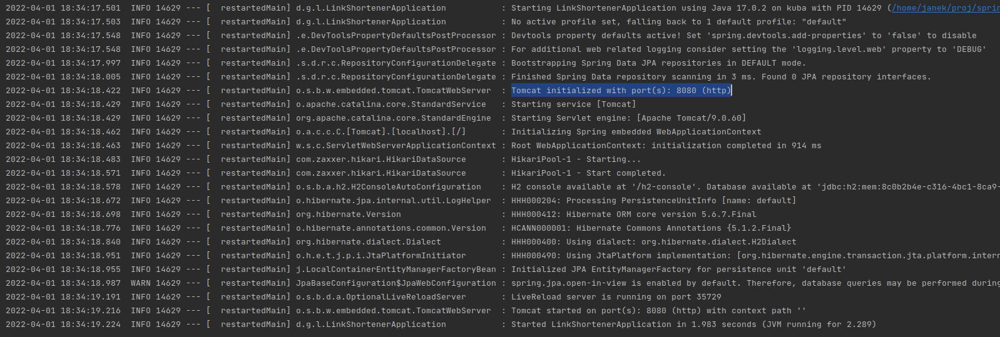 2022-04-01 18:34:17.501  INFO 14629 --- [  restartedMain] d.g.l.LinkShortenerApplication           : Starting LinkShortenerApplication using Java 17.0.2 on kuba with PID 14629 (/home/janek/proj/sprin
2022-04-01 18:34:17.503  INFO 14629 --- [  restartedMain] d.g.l.LinkShortenerApplication           : No active profile set, falling back to 1 default profile: "default"
2022-04-01 18:34:17.548  INFO 14629 --- [  restartedMain] .e.DevToolsPropertyDefaultsPostProcessor : Devtools property defaults active! Set 'spring.devtools.add-properties' to 'false' to disable
2022-04-01 18:34:17.548  INFO 14629 --- [  restartedMain] .e.DevToolsPropertyDefaultsPostProcessor : For additional web related logging consider setting the 'logging.level.web' property to 'DEBUG'
2022-04-01 18:34:17.997  INFO 14629 --- [  restartedMain] .s.d.r.c.RepositoryConfigurationDelegate : Bootstrapping Spring Data JPA repositories in DEFAULT mode.
2022-04-01 18:34:18.005  INFO 14629 --- [  restartedMain] .s.d.r.c.RepositoryConfigurationDelegate : Finished Spring Data repository scanning in 3 ms. Found 0 JPA repository interfaces.
2022-04-01 18:34:18.422  INFO 14629 --- [  restartedMain] o.s.b.w.embedded.tomcat.TomcatWebServer  : Tomcat initialized with port(s): 8080 (http)
2022-04-01 18:34:18.429  INFO 14629 --- [  restartedMain] o.apache.catalina.core.StandardService   : Starting service [Tomcat]
2022-04-01 18:34:18.429  INFO 14629 --- [  restartedMain] org.apache.catalina.core.StandardEngine  : Starting Servlet engine: [Apache Tomcat/9.0.60]
2022-04-01 18:34:18.462  INFO 14629 --- [  restartedMain] o.a.c.c.C.[Tomcat].[localhost].[/]       : Initializing Spring embedded WebApplicationContext
2022-04-01 18:34:18.463  INFO 14629 --- [  restartedMain] w.s.c.ServletWebServerApplicationContext : Root WebApplicationContext: initialization completed in 914 ms
2022-04-01 18:34:18.483  INFO 14629 --- [  restartedMain] com.zaxxer.hikari.HikariDataSource       : HikariPool-1 - Starting...
2022-04-01 18:34:18.571  INFO 14629 --- [  restartedMain] com.zaxxer.hikari.HikariDataSource       : HikariPool-1 - Start completed.
2022-04-01 18:34:18.578  INFO 14629 --- [  restartedMain] o.s.b.a.h2.H2ConsoleAutoConfiguration    : H2 console available at '/h2-console'. Database available at 'jdbc:h2:mem:8c0b2b4e-c316-4bc1-8ca9-
2022-04-01 18:34:18.672  INFO 14629 --- [  restartedMain] o.hibernate.jpa.internal.util.LogHelper  : HHH000204: Processing PersistenceUnitInfo [name: default]
2022-04-01 18:34:18.698  INFO 14629 --- [  restartedMain] org.hibernate.Version                    : HHH000412: Hibernate ORM core version 5.6.7.Final
2022-04-01 18:34:18.776  INFO 14629 --- [  restartedMain] o.hibernate.annotations.common.Version   : HCANN000001: Hibernate Commons Annotations {5.1.2.Final}
2022-04-01 18:34:18.840  INFO 14629 --- [  restartedMain] org.hibernate.dialect.Dialect            : HHH000400: Using dialect: org.hibernate.dialect.H2Dialect
2022-04-01 18:34:18.951  INFO 14629 --- [  restartedMain] o.h.e.t.j.p.i.JtaPlatformInitiator       : HHH000490: Using JtaPlatform implementation: [org.hibernate.engine.transaction.jta.platform.intern
2022-04-01 18:34:18.955  INFO 14629 --- [  restartedMain] j.LocalContainerEntityManagerFactoryBean : Initialized JPA EntityManagerFactory for persistence unit 'default'
2022-04-01 18:34:18.987  WARN 14629 --- [  restartedMain] JpaBaseConfiguration$JpaWebConfiguration : spring.jpa.open-in-view is enabled by default. Therefore, database queries may be performed during
2022-04-01 18:34:19.191  INFO 14629 --- [  restartedMain] o.s.b.d.a.OptionalLiveReloadServer       : LiveReload server is running on port 35729
2022-04-01 18:34:19.216  INFO 14629 --- [  restartedMain] o.s.b.w.embedded.tomcat.TomcatWebServer  : Tomcat started on port(s): 8080 (http) with context path ''
2022-04-01 18:34:19.224  INFO 14629 --- [  restartedMain] d.g.l.LinkShortenerApplication           : Started LinkShortenerApplication in 1.983 seconds (JVM running for 2.289)